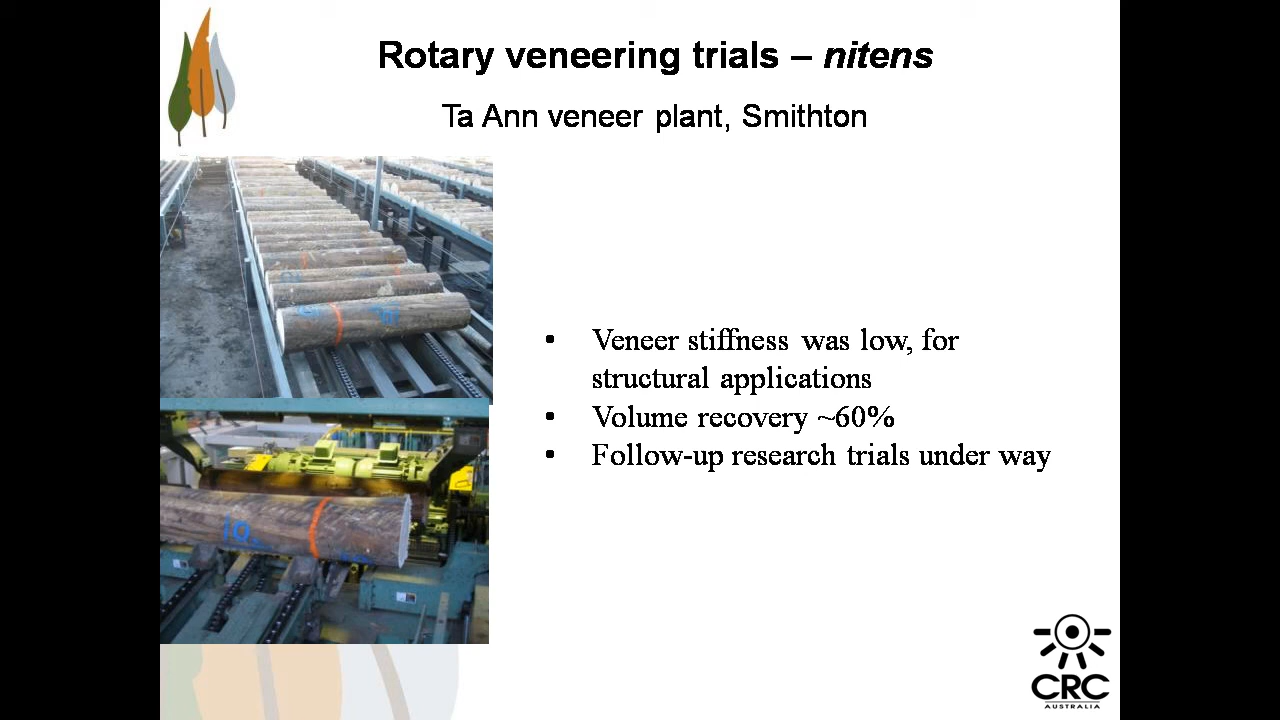 Rotary veneering trials – nitens
Ta Ann veneer plant, Smithton
• Veneer stiffness was low, for
structural applications
• Volume recovery ~60%
• Follow-up research trials under way
10.
CRC
AUSTRALIA